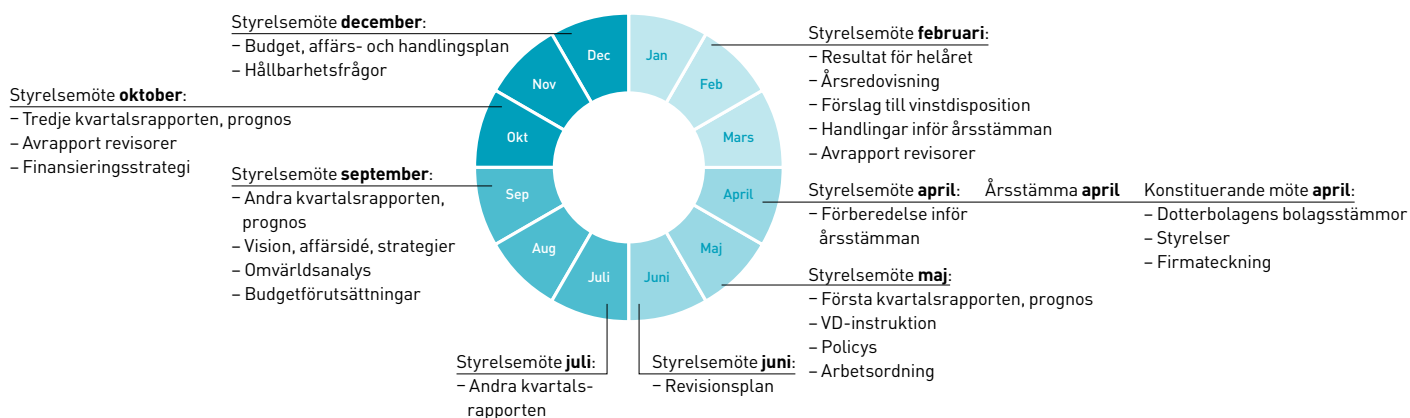 Styrelsemöte december:
– Budget, affärs- och handlingsplan
– Hållbarhetsfrågor
Styrelsemöte oktober:
– Tredje kvartalsrapporten, prognos
– Avrapport revisorer
– Finansieringsstrategi
Styrelsemöte september:
– Andra kvartalsrapporten,
prognos
– Vision, affärsidé, strategier
– Omvärldsanalys
– Budgetförutsättningar
Styrelsemöte juli:
– Andra kvartals-
rapporten
Styrelsemöte juni:
– Revisionsplan
Jan
Feb
Mars
April
Maj
Juni
Juli
Aug
Sep
Okt
Nov
Dec
Styrelsemöte februari:
– Resultat för helåret
– Årsredovisning
– Förslag till vinstdisposition
– Handlingar inför årsstämman
– Avrapport revisorer
Styrelsemöte april:
– Förberedelse inför
årsstämman
Årsstämma april
Konstituerande möte april:
– Dotterbolagens bolagsstämmor
– Styrelser
– Firmateckning
Styrelsemöte maj:
– Första kvartalsrapporten, prognos
– VD-instruktion
– Policys
– Arbetsordning